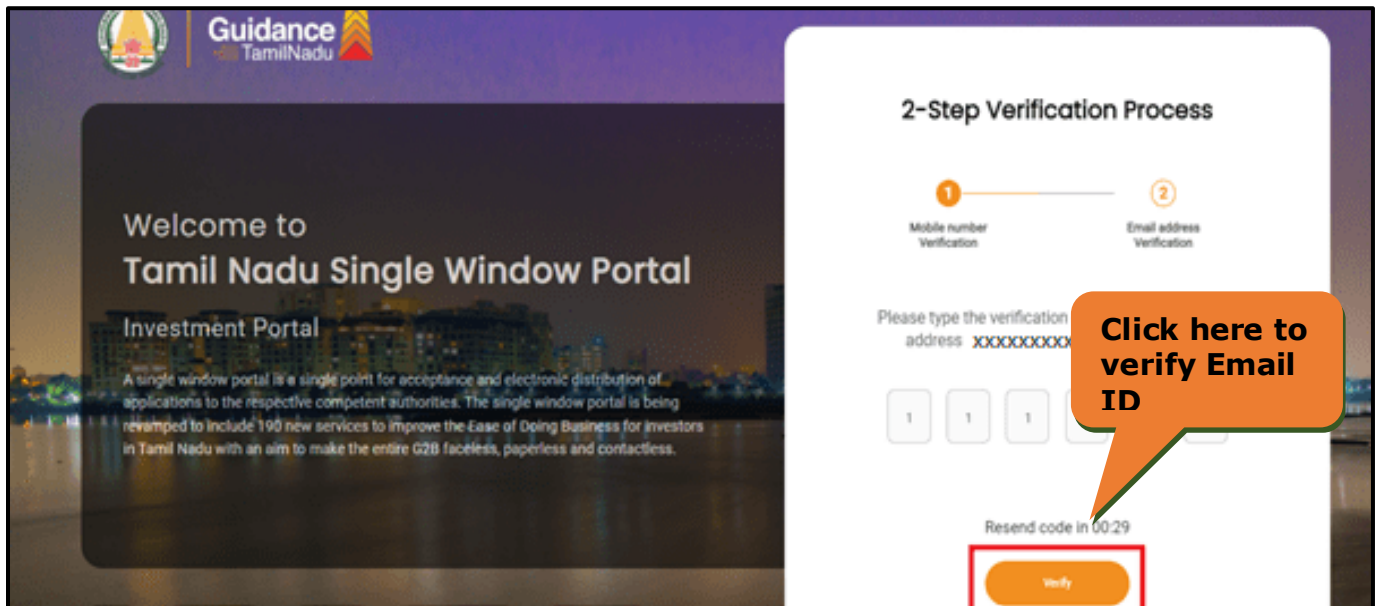 Guidance
TamilNadu
Welcome to
Tamil Nadu Single Window Portal
Investment Portal
A single window portal is a single point for acceptance and electronic distribution of
applications to the respective competent authorities. The single window portal is being
revamped to include 190 new services to improve the Ease of Doing Business for investors
in Tamil Nadu with an aim to make the entire G2B faceless, paperless and contactless.
2-Step Verification Process
1
2
Mobile number
Verification
Email address
Verification
Please type the verification
address xxxxxxxxx
Click here to
verify Email
ID
1 1 1
Resend code in 00:29
Verify